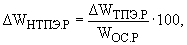 ΔW_НТПЭ.Р = ΔW_ТПЭ.Р / W_ОС.Р · 100,